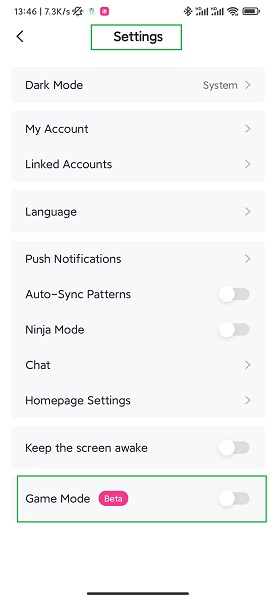 13:46 | 7.3K/s
Settings
Dark Mode System
My Account
Linked Accounts
Language
Push Notifications
Auto-Sync Patterns
Ninja Mode
Chat
Homepage Settings
Keep the screen awake
Game Mode Beta